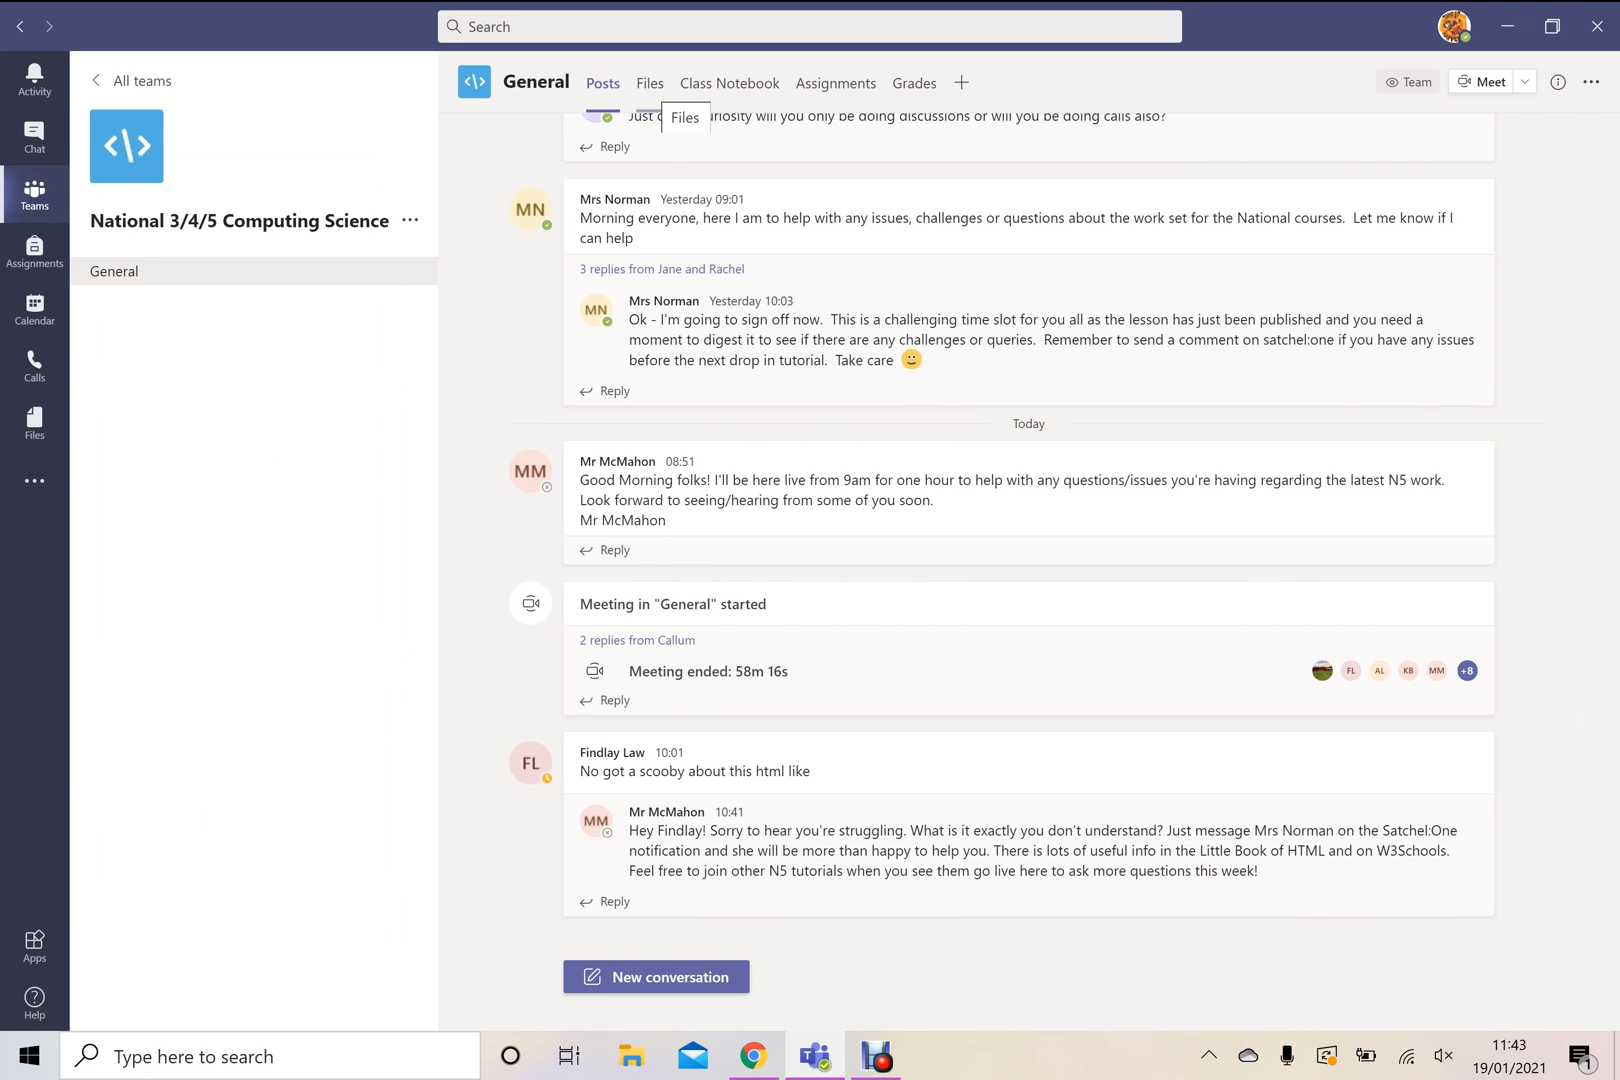 Search
Activity
Chat
Teams
Assignments
Calendar
Calls
Files
Apps
Help
All teams
</>
National 3/4/5 Computing Science
General
</>
General
Posts
Files
Class Notebook
Assignments
Grades
Team
Meet
Files
will you only be doing discussions or will you be doing calls also?
Reply
MN
Mrs Norman Yesterday 09:01
Morning everyone, here I am to help with any issues, challenges or questions about the work set for the National courses. Let me know if I
can help
3 replies from Jane and Rachel
MN
Mrs Norman Yesterday 10:03
Ok - I'm going to sign off now. This is a challenging time slot for you all as the lesson has just been published and you need a
moment to digest it to see if there are any challenges or queries. Remember to send a comment on satchel:one if you have any issues
before the next drop in tutorial. Take care
Reply
Today
MM
Mr McMahon 08:51
Good Morning folks! I'll be here live from 9am for one hour to help with any questions/issues you're having regarding the latest N5 work.
Look forward to seeing/hearing from some of you soon.
Mr McMahon
Reply
Meeting in "General" started
2 replies from Callum
Meeting ended: 58m 16s
FL AL KB MM +8
Reply
FL
Findlay Law 10:01
No got a scooby about this html like
MM
Mr McMahon 10:41
Hey Findlay! Sorry to hear you're struggling. What is it exactly you don't understand? Just message Mrs Norman on the Satchel:One
notification and she will be more than happy to help you. There is lots of useful info in the Little Book of HTML and on W3Schools.
Feel free to join other N5 tutorials when you see them go live here to ask more questions this week!
Reply
New conversation
Type here to search
11:43
19/01/2021
1